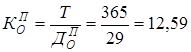 К_О^П = Т / Д_О^П = 365 / 29 = 12,59